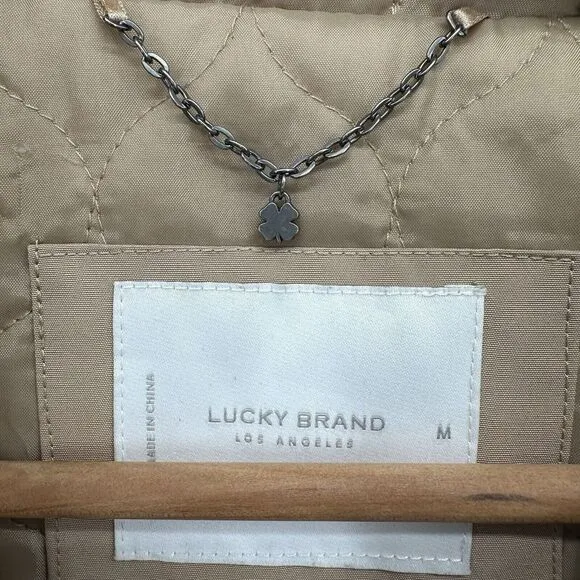 LUCKY BRAND
LOS ANGELES
M
MADE IN CHINA